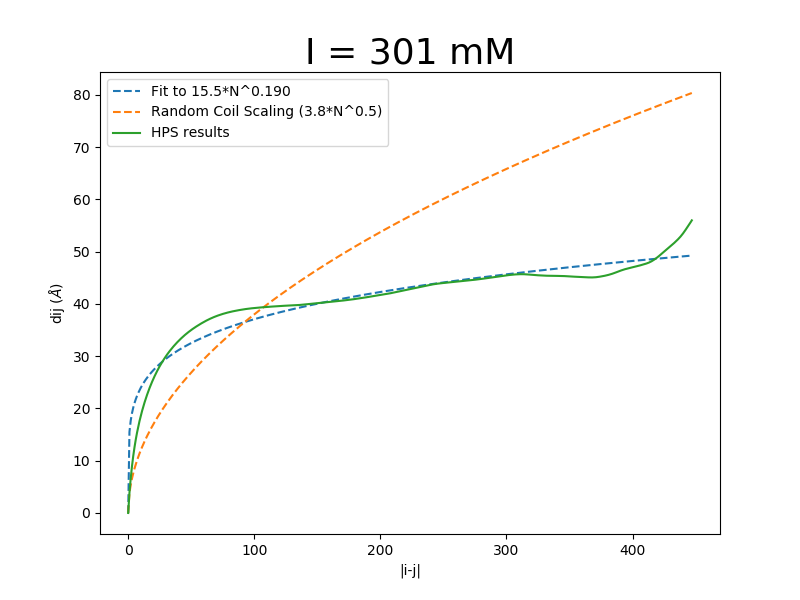 I = 301 mM
Fit to 15.5*N^0.190
Random Coil Scaling (3.8*N^0.5)
HPS results
80
70
60
50
40
30
20
10
0
dij (Å)
0 100 200 300 400
|i-j|